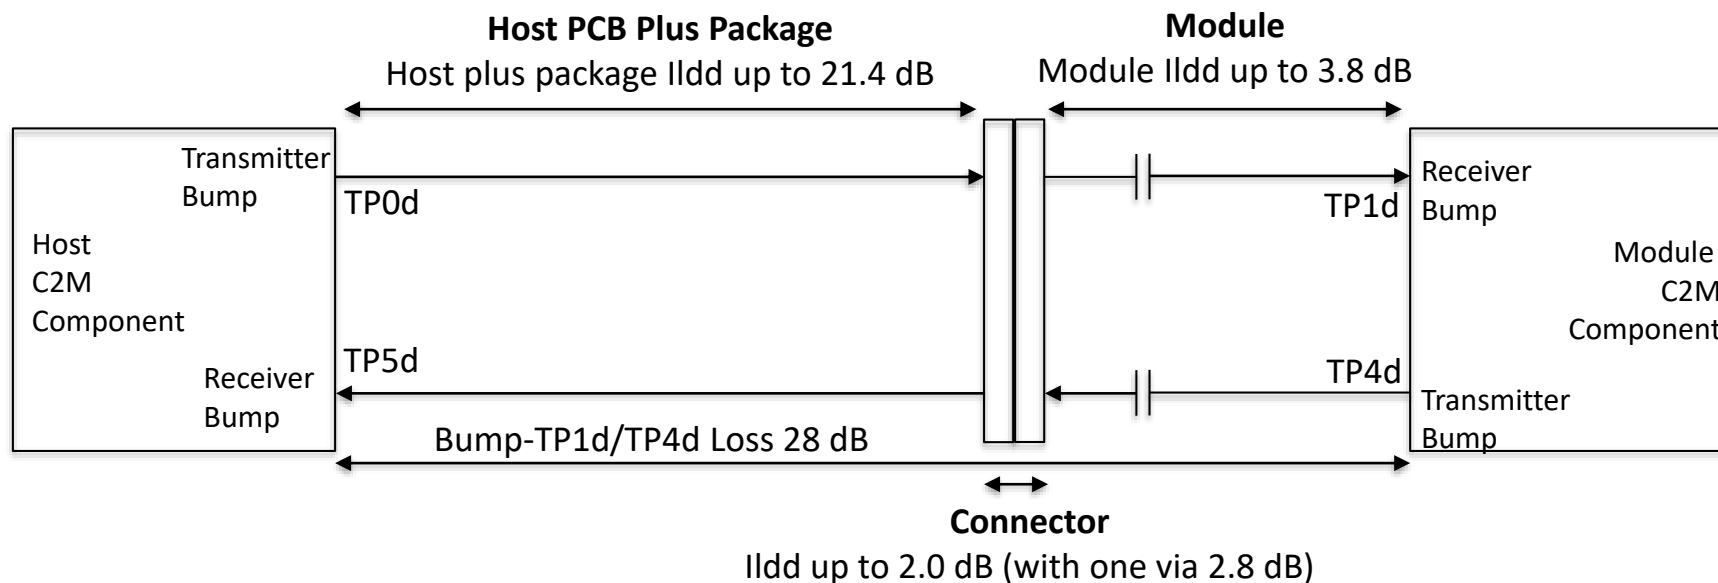 Host PCB Plus Package
Host plus package Ildd up to 21.4 dB
Module
Module Ildd up to 3.8 dB
Transmitter
Bump
TP0d
Host
C2M
Component
TP5d
Receiver
Bump
TP1d
Receiver
Bump
Module
C2M
Component
TP4d
Transmitter
Bump
Bump-TP1d/TP4d Loss 28 dB
Connector
Ildd up to 2.0 dB (with one via 2.8 dB)